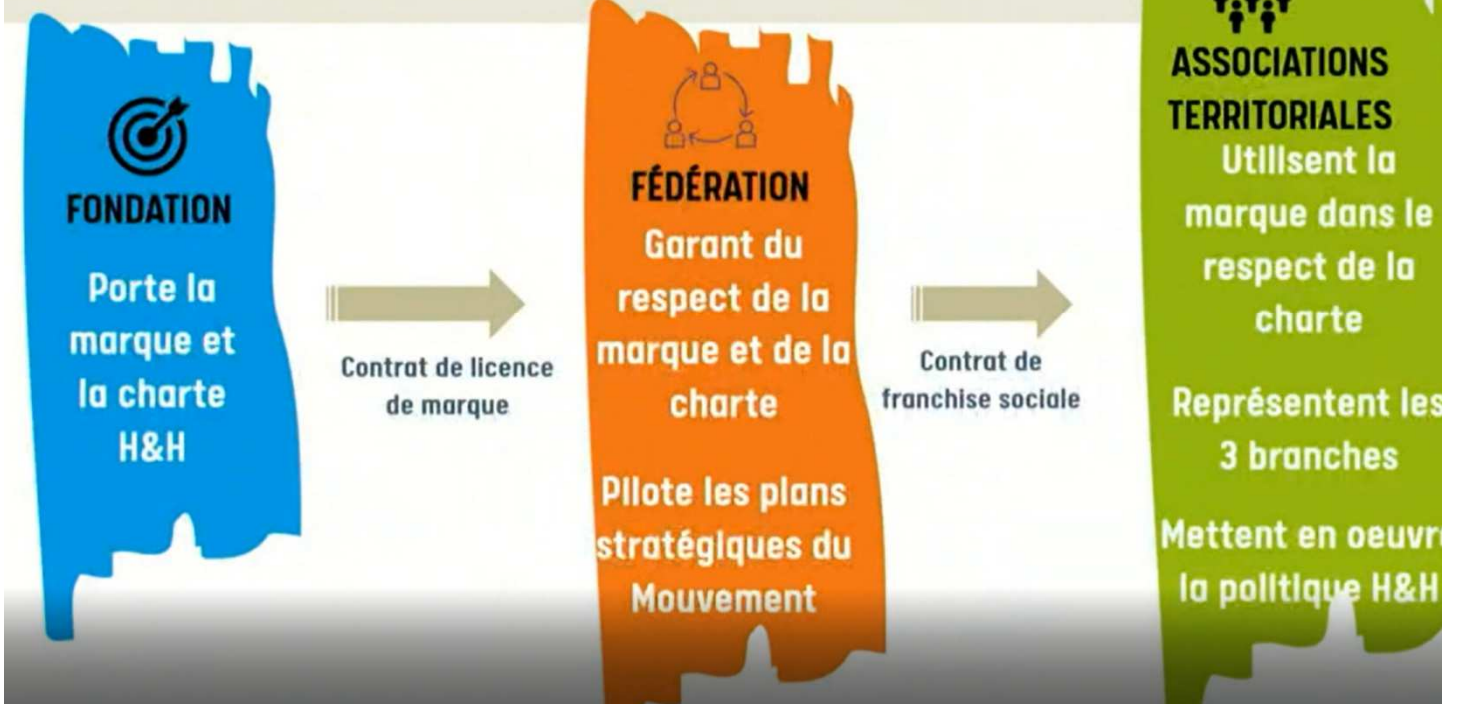 FONDATION
Porte la
marque et
la charte
H&H
Contrat de licence
de marque
FÉDÉRATION
Garant du
respect de la
marque et de la
charte
Pilote les plans
stratégiques du
Mouvement
Contrat de
franchise sociale
ASSOCIATIONS
TERRITORIALES
Utilisent la
marque dans le
respect de la
charte
Représentent les
3 branches
Mettent en oeuvre
la politique H&H